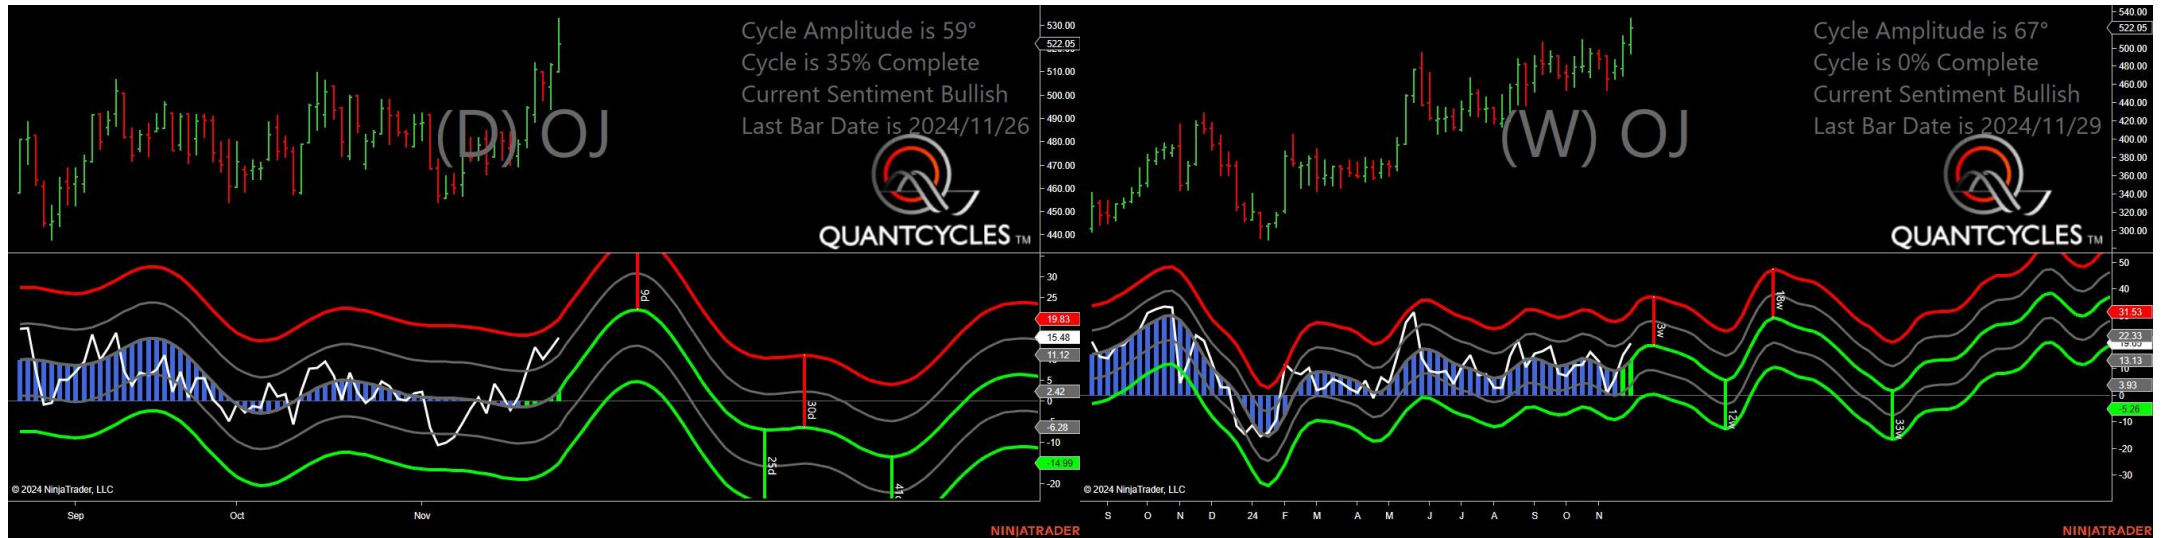 Cycle Amplitude is 59°
Cycle is 35% Complete
Current Sentiment Bullish
Last Bar Date is 2024/11/26
(D) OJ
QUANTCYCLES TM
530.00
522.05
510.00
500.00
490.00
480.00
470.00
460.00
450.00
440.00
9d
30d
25d
30
25
19.83
15.48
11.12
5
2.42
0
-6.28
-10
-14.99
-20
© 2024 NinjaTrader, LLC
Sep Oct Nov
NINJATRADER
Cycle Amplitude is 67°
Cycle is 0% Complete
Current Sentiment Bullish
Last Bar Date is 2024/11/29
(W) OJ
QUANTCYCLES TM
540.00
522.05
500.00
480.00
460.00
440.00
420.00
400.00
380.00
360.00
340.00
320.00
300.00
3w
18w
12w
33w
50
40
31.53
22.33
13.13
10
3.93
0
-5.26
-10
-20
-30
© 2024 NinjaTrader, LLC
S O N D 24 F M A M J J A S O N
NINJATRADER